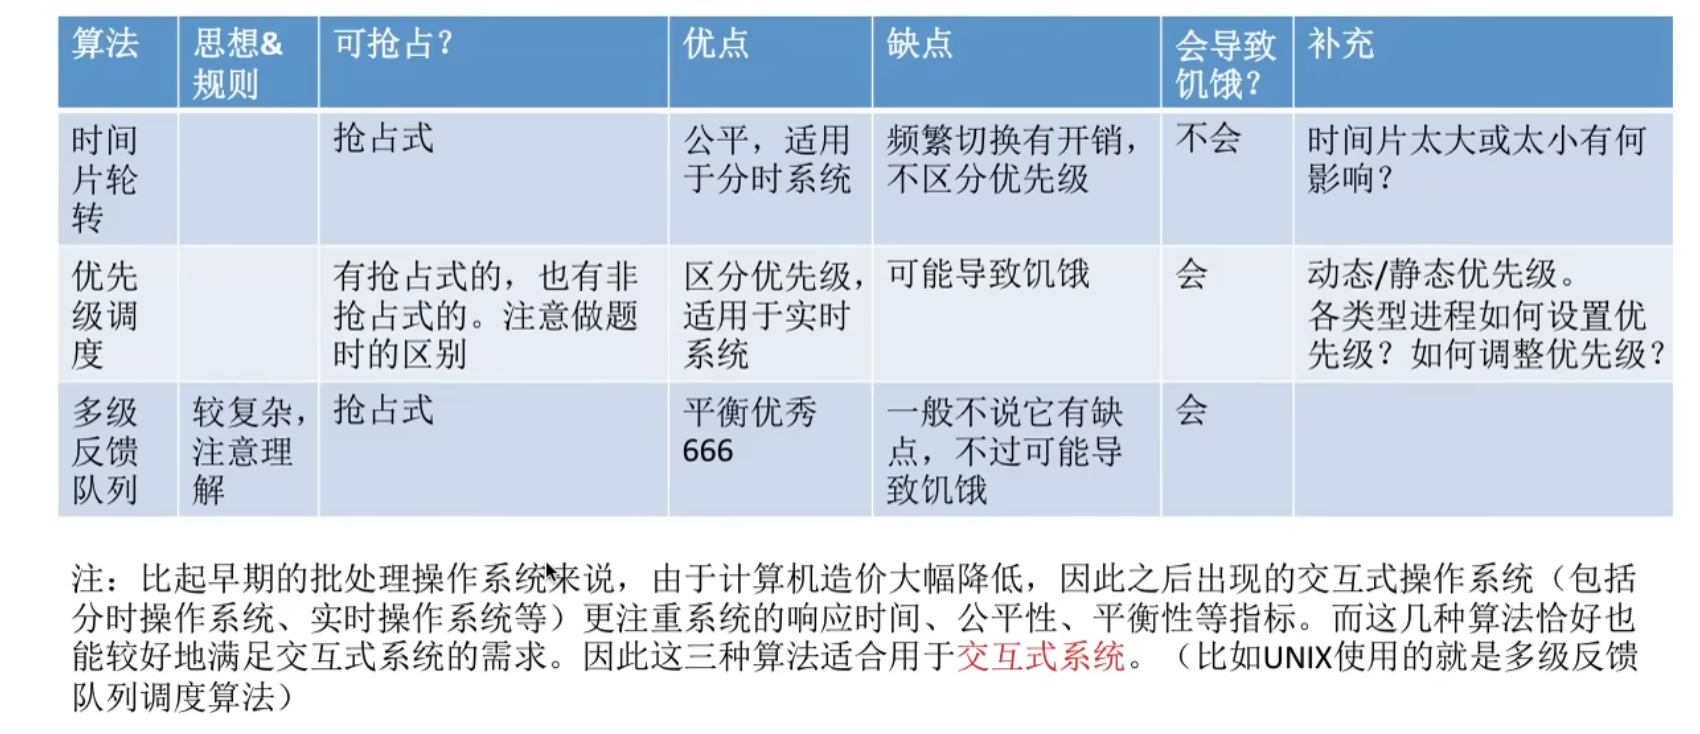 算法
思想&
规则
可抢占？
优点
缺点
会导致
饥饿？
补充
时间
片轮
转
抢占式
公平，适用
于分时系统
频繁切换有开销，
不区分优先级
不会
时间片太大或太小有何
影响？
优先
级调
度
有抢占式的，也有非
抢占式的。注意做题
时的区别
区分优先级，
适用于实时
系统
可能导致饥饿
会
动态/静态优先级。
各类型进程如何设置优
先级？如何调整优先级？
多级
反馈
队列
较复杂，
注意理
解
抢占式
平衡优秀
666
一般不说它有缺
点，不过可能导
致饥饿
会
注：比起早期的批处理操作系统来说，由于计算机造价大幅降低，因此之后出现的交互式操作系统（包括
分时操作系统、实时操作系统等）更注重系统的响应时间、公平性、平衡性等指标。而这几种算法恰好也
能较好地满足交互式系统的需求。因此这三种算法适合用于交互式系统。（比如UNIX使用的就是多级反馈
队列调度算法）